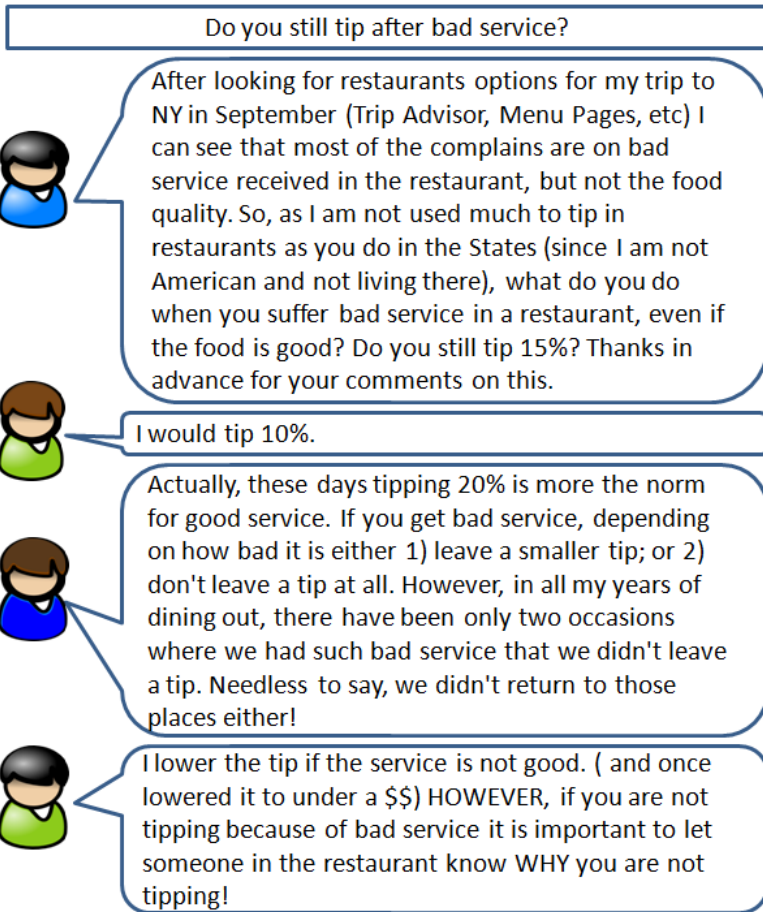 Do you still tip after bad service?
After looking for restaurants options for my trip to
NY in September (Trip Advisor, Menu Pages, etc) I
can see that most of the complains are on bad
service received in the restaurant, but not the food
quality. So, as I am not used much to tip in
restaurants as you do in the States (since I am not
American and not living there), what do you do
when you suffer bad service in a restaurant, even if
the food is good? Do you still tip 15%? Thanks in
advance for your comments on this.
I would tip 10%.
Actually, these days tipping 20% is more the norm
for good service. If you get bad service, depending
on how bad it is either 1) leave a smaller tip; or 2)
don't leave a tip at all. However, in all my years of
dining out, there have been only two occasions
where we had such bad service that we didn't leave
a tip. Needless to say, we didn't return to those
places either!
I lower the tip if the service is not good. ( and once
lowered it to under a $$) HOWEVER, if you are not
tipping because of bad service it is important to let
someone in the restaurant know WHY you are not
tipping!